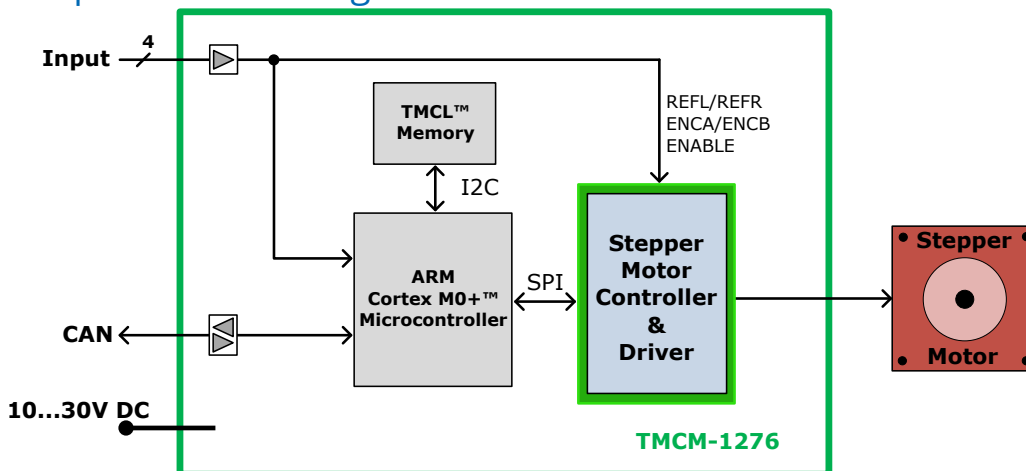 4
Input
REFL/REFR
ENCA/ENCB
ENABLE
TMCL™
Memory
I2C
Stepper
Motor
Controller
&
Driver
ARM
Cortex M0+™
Microcontroller
SPI
Stepper
Motor
CAN
10...30V DC
TMCM-1276